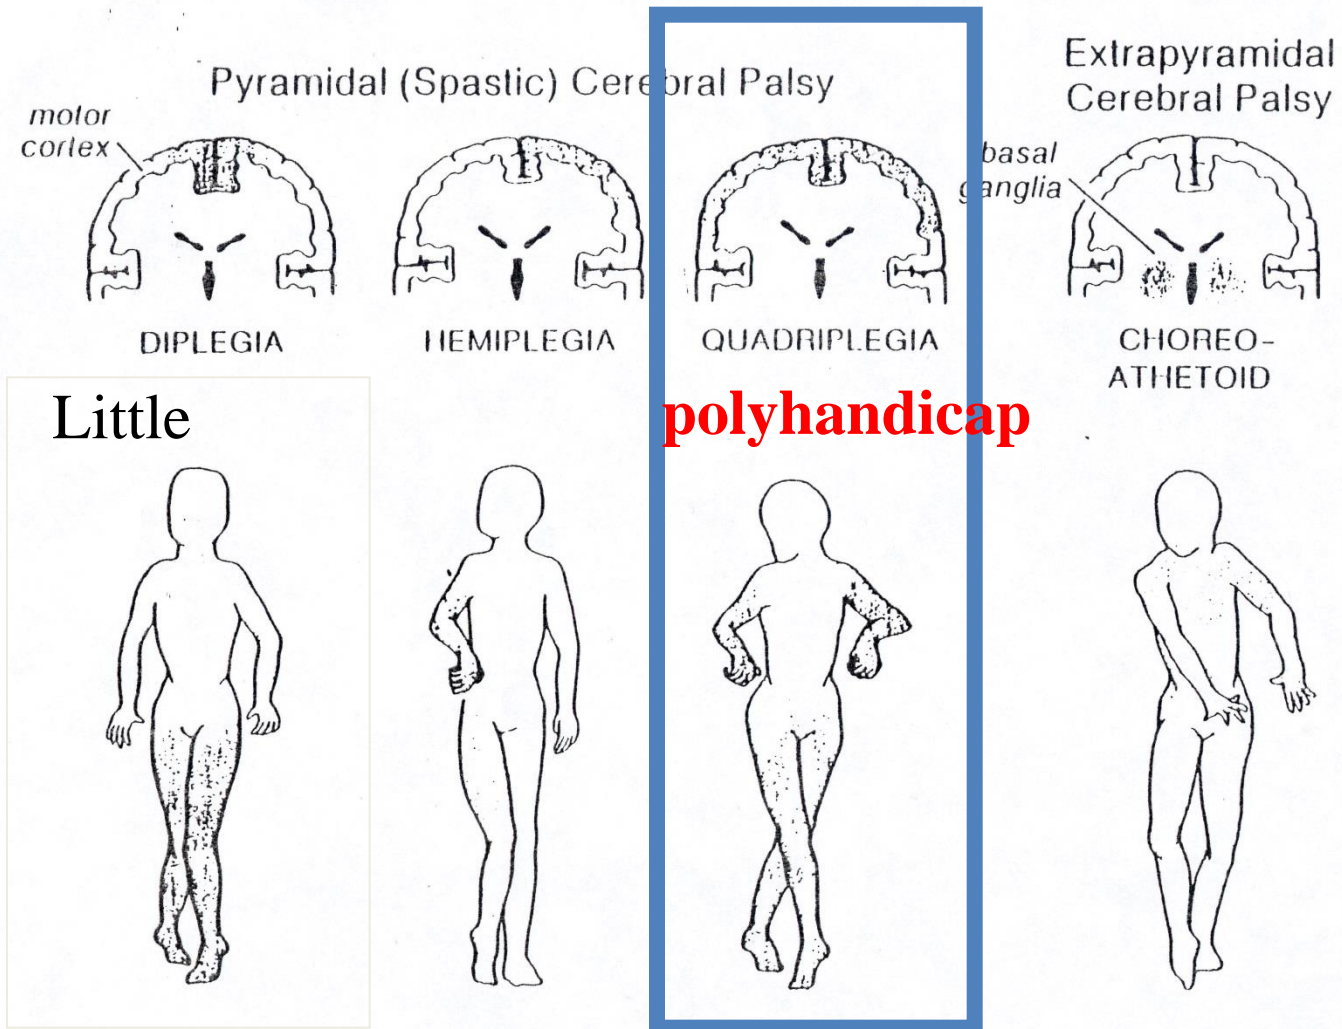 Pyramidal (Spastic) Cerebral Palsy
Extrapyramidal
Cerebral Palsy
motor
cortex
basal
ganglia
DIPLEGIA
HEMIPLEGIA
QUADRIPLEGIA
CHOREO-
ATHETOID
Little
polyhandicap